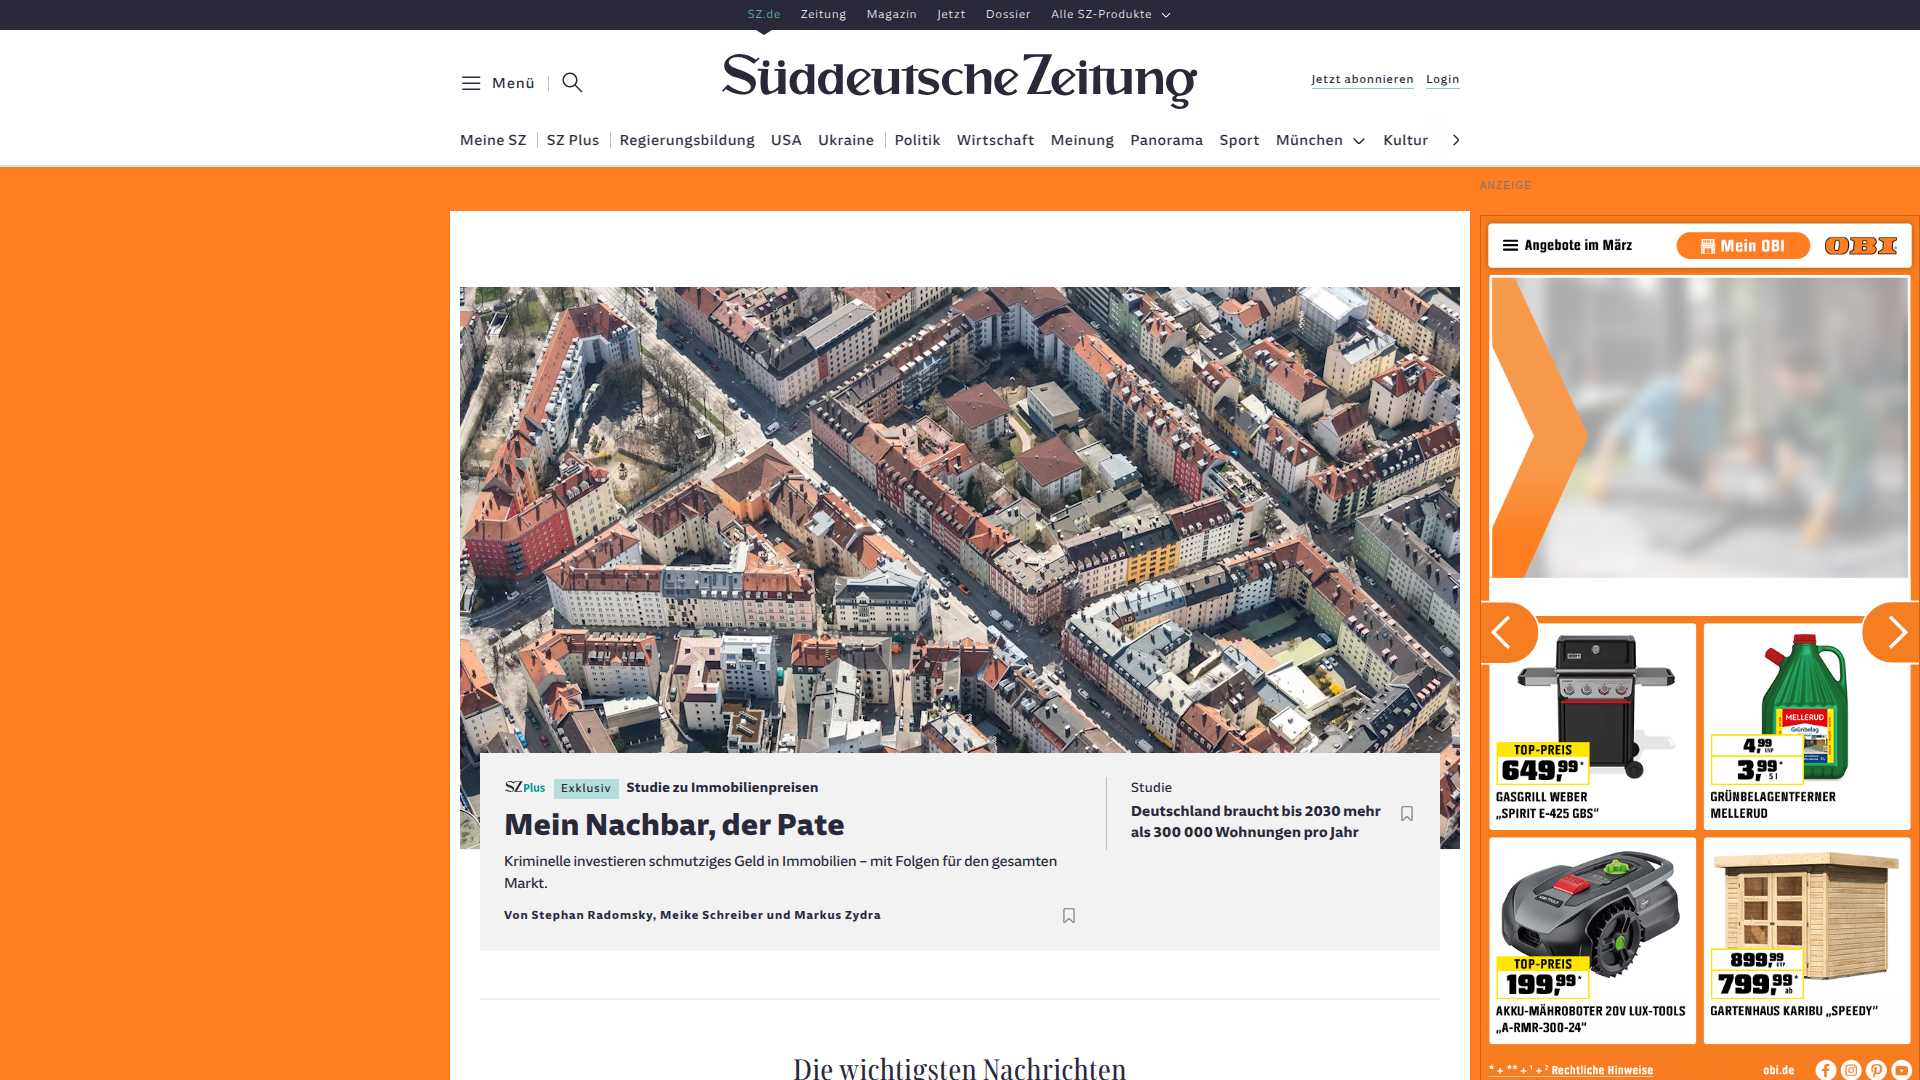 SZ.de Zeitung Magazin Jetzt Dossier Alle SZ-Produkte
Menü
Süddeutsche Zeitung
Jetzt abonnieren Login
Meine SZ SZ Plus Regierungsbildung USA Ukraine Politik Wirtschaft Meinung Panorama Sport München Kultur
ANZEIGE
Angebote im März
Mein OBI
OBI
SZ Plus Exklusiv Studie zu Immobilienpreisen
Mein Nachbar, der Pate
Kriminelle investieren schmutziges Geld in Immobilien – mit Folgen für den gesamten
Markt.
Von Stephan Radomsky, Meike Schreiber und Markus Zydra
Studie
Deutschland braucht bis 2030 mehr
als 300 000 Wohnungen pro Jahr
Die wichtigsten Nachrichten
TOP-PREIS
649,99*
GASGRILL WEBER
„SPIRIT E-425 GBS“
MELLERUD
Grünbelag
4,99 UVP
3,99*
5 l
GRÜNBELAGENTFERNER
MELLERUD
TOP-PREIS
199,99*
AKKU-MÄHROBOTER 20V LUX-TOOLS
„A-RMR-300-24“
899,99 UVP
799,99*
ab
GARTENHAUS KARIBU „SPEEDY“
* + ** + ¹ + ² Rechtliche Hinweise
obi.de